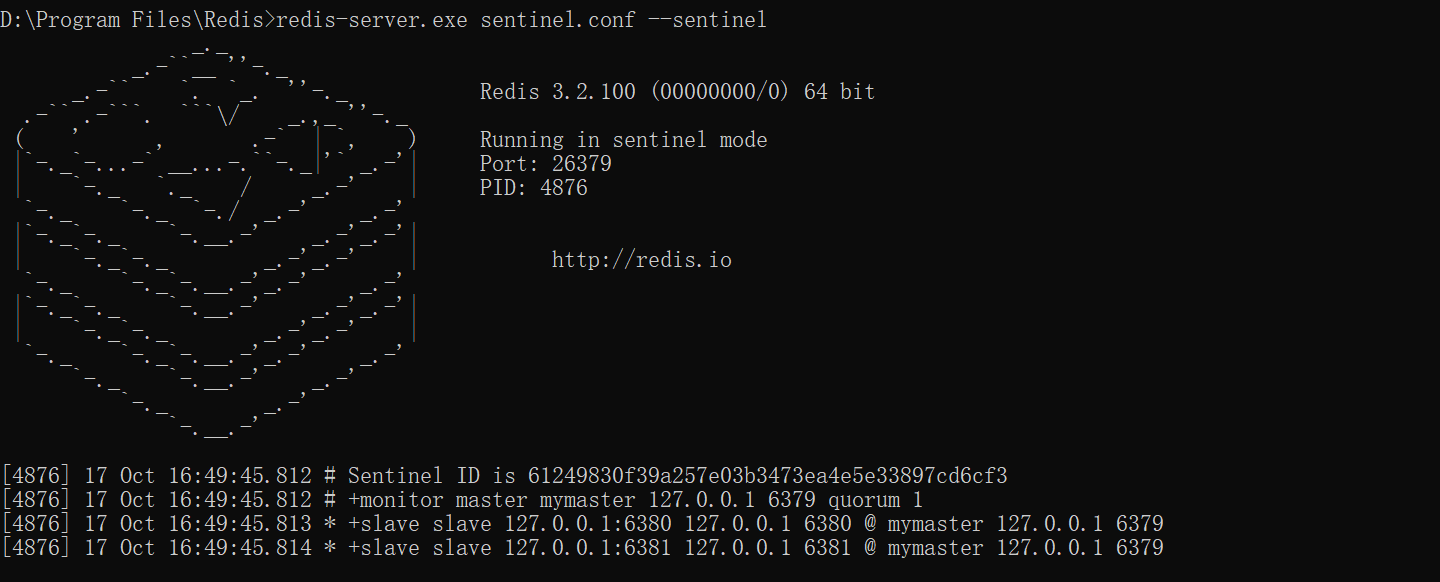 D:\Program Files\Redis>redis-server.exe sentinel.conf --sentinel
Redis 3.2.100 (00000000/0) 64 bit
Running in sentinel mode
Port: 26379
PID: 4876
http://redis.io
[4876] 17 Oct 16:49:45.812 # Sentinel ID is 61249830f39a257e03b3473ea4e5e33897cd6cf3
[4876] 17 Oct 16:49:45.812 # +monitor master mymaster 127.0.0.1 6379 quorum 1
[4876] 17 Oct 16:49:45.813 * +slave slave 127.0.0.1:6380 127.0.0.1 6380 @ mymaster 127.0.0.1 6379
[4876] 17 Oct 16:49:45.814 * +slave slave 127.0.0.1:6381 127.0.0.1 6381 @ mymaster 127.0.0.1 6379